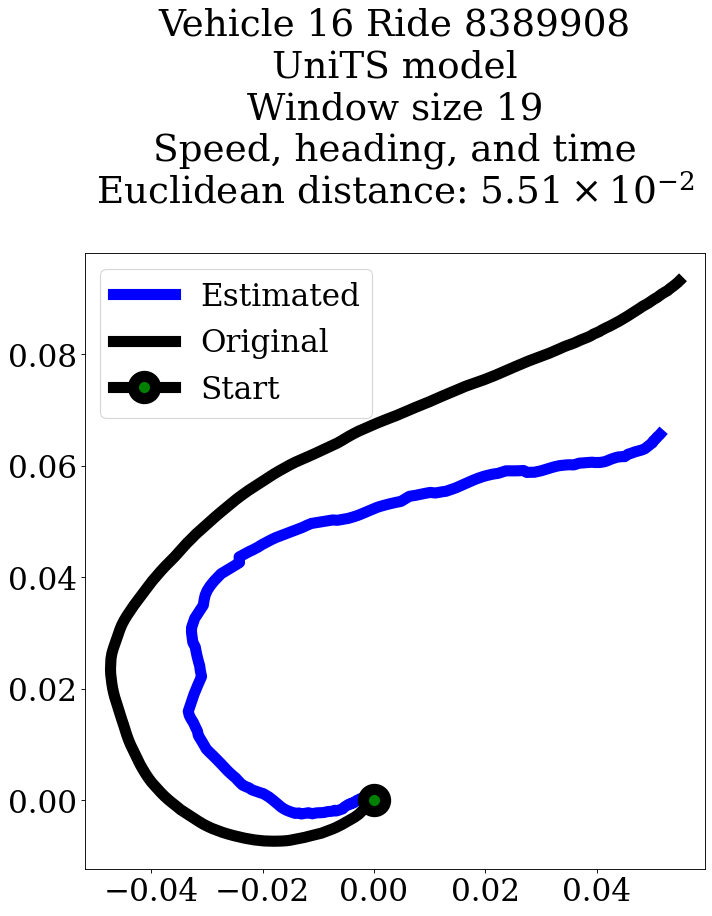 Vehicle 16 Ride 8389908
UniTS model
Window size 19
Speed, heading, and time
Euclidean distance: 5.51 × 10⁻²
Estimated
Original
Start
0.08
0.06
0.04
0.02
0.00
−0.04 −0.02 0.00 0.02 0.04